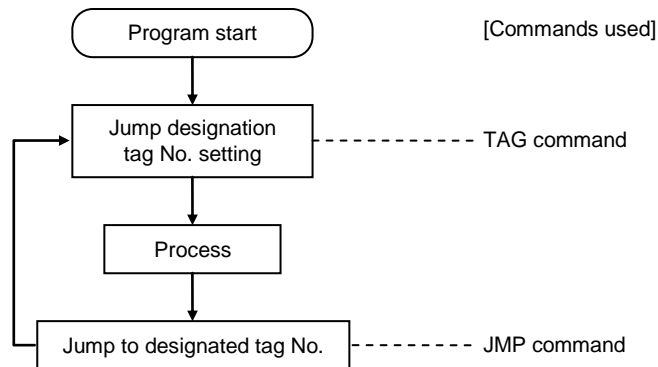 Program start
[Commands used]
Jump designation
tag No. setting
TAG command
Process
Jump to designated tag No.
JMP command